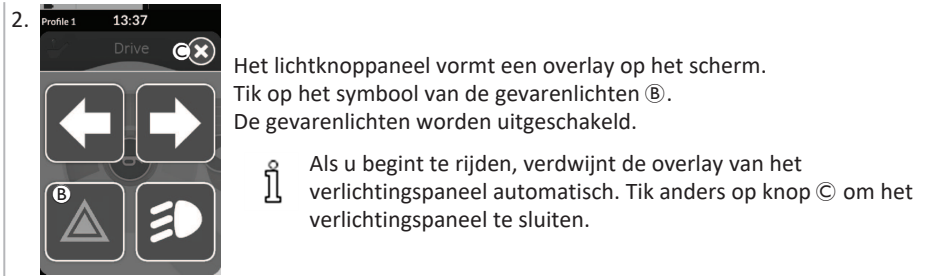 2.
Profile 1 13:37
Drive Ⓒ
Het lichtknoppaneel vormt een overlay op het scherm.
Tik op het symbool van de gevarenlichten Ⓑ.
De gevarenlichten worden uitgeschakeld.
Als u begint te rijden, verdwijnt de overlay van het
verlichtingspaneel automatisch. Tik anders op knop Ⓒ om het
verlichtingspaneel te sluiten.
Ⓑ